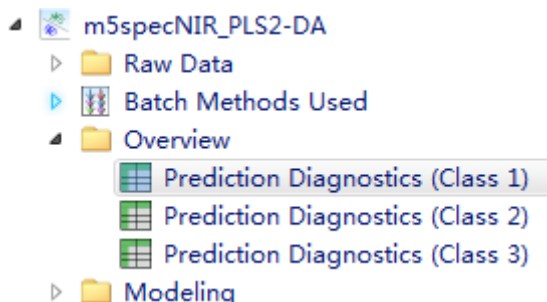 m5specNIR_PLS2-DA
Raw Data
Batch Methods Used
Overview
Prediction Diagnostics (Class 1)
Prediction Diagnostics (Class 2)
Prediction Diagnostics (Class 3)
Modeling